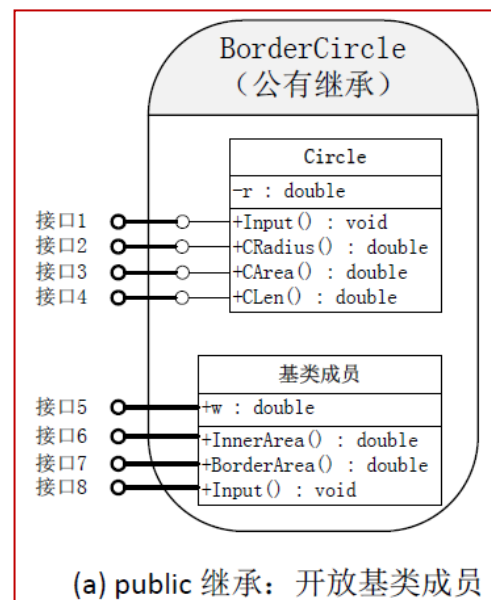 BorderCircle
（公有继承）
Circle
-r : double
接口1 +Input() : void
接口2 +CRadius() : double
接口3 +CArea() : double
接口4 +CLen() : double
基类成员
接口5 +w : double
接口6 +InnerArea() : double
接口7 +BorderArea() : double
接口8 +Input() : void
(a) public 继承：开放基类成员